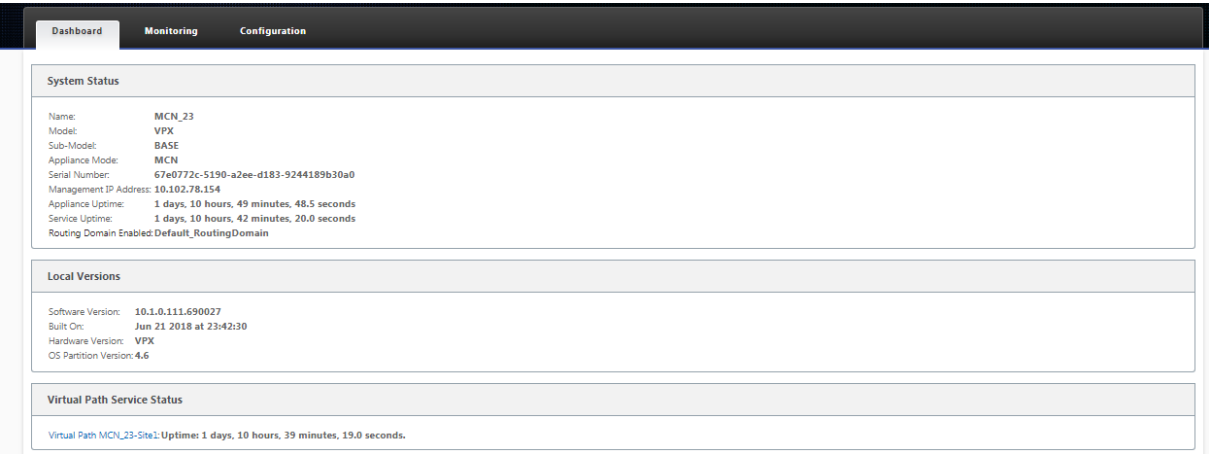 Dashboard Monitoring Configuration
System Status
Name: MCN_23
Model: VPX
Sub-Model: BASE
Appliance Mode: MCN
Serial Number: 67e0772c-5190-a2ee-d183-9244189b30a0
Management IP Address: 10.102.78.154
Appliance Uptime: 1 days, 10 hours, 49 minutes, 48.5 seconds
Service Uptime: 1 days, 10 hours, 42 minutes, 20.0 seconds
Routing Domain Enabled: Default_RoutingDomain
Local Versions
Software Version: 10.1.0.111.690027
Built On: Jun 21 2018 at 23:42:30
Hardware Version: VPX
OS Partition Version: 4.6
Virtual Path Service Status
Virtual Path MCN_23-Site1: Uptime: 1 days, 10 hours, 39 minutes, 19.0 seconds.